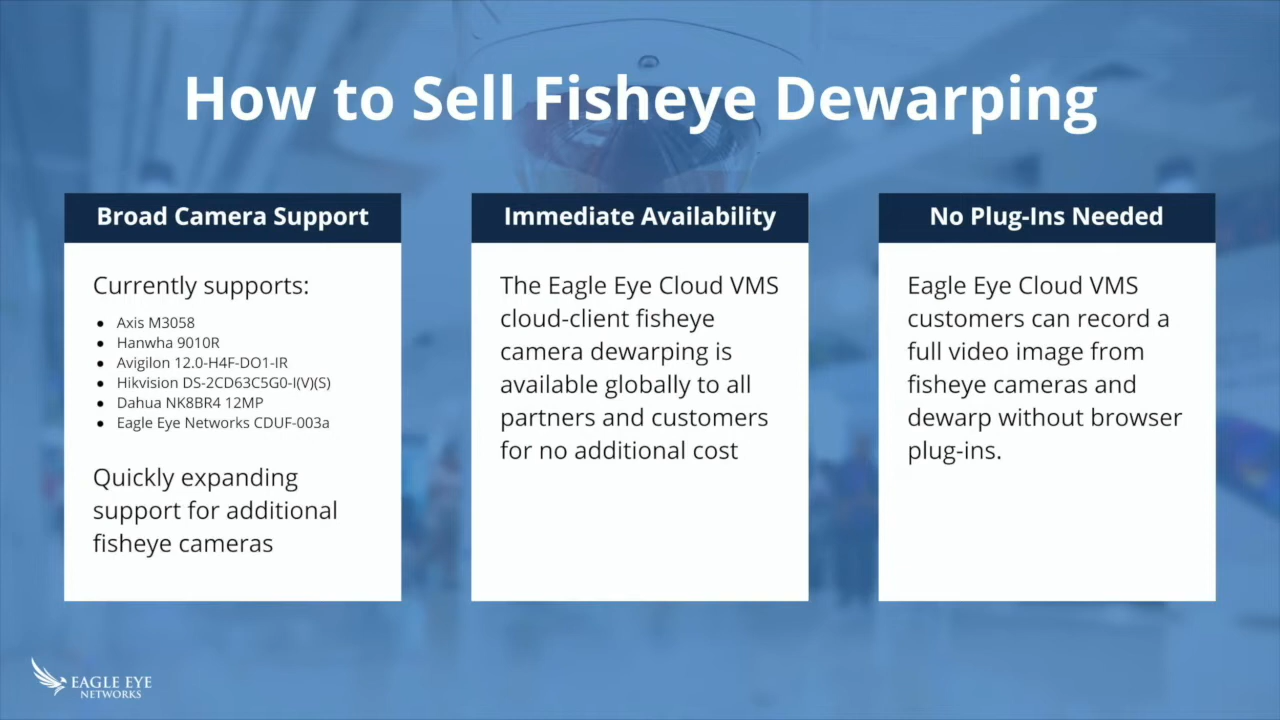 How to Sell Fisheye Dewarping
Broad Camera Support
Currently supports:
● Axis M3058
● Hanwha 9010R
● Avigilon 12.0-H4F-DO1-IR
● Hikvision DS-2CD63C5G0-I(V)(S)
● Dahua NK8BR4 12MP
● Eagle Eye Networks CDUF-003a
Quickly expanding
support for additional
fisheye cameras
Immediate Availability
The Eagle Eye Cloud VMS
cloud-client fisheye
camera dewarping is
available globally to all
partners and customers
for no additional cost
No Plug-Ins Needed
Eagle Eye Cloud VMS
customers can record a
full video image from
fisheye cameras and
dewarp without browser
plug-ins.
EAGLE EYE
NETWORKS